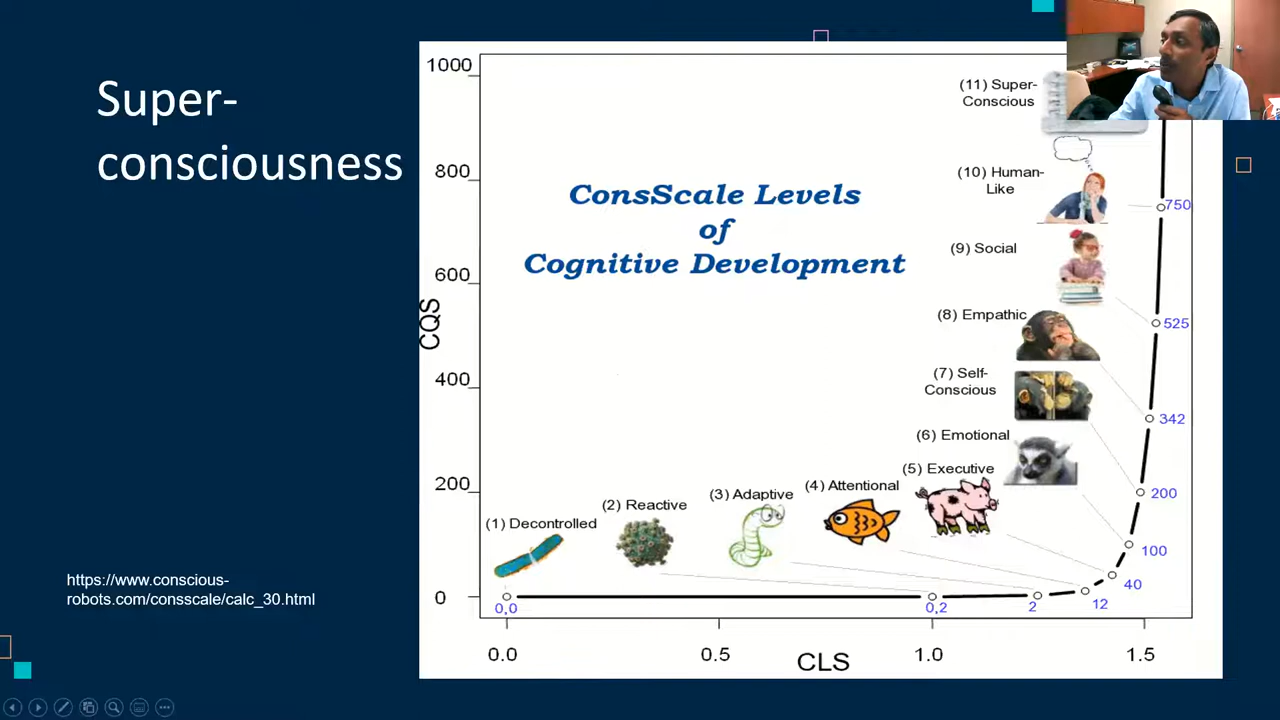 Super-
consciousness
https://www.conscious-
robots.com/consscale/calc_30.html
ConsScale Levels
of
Cognitive Development
CQS
1000
800
600
400
200
0
(11) Super-
Conscious
(10) Human-
Like
(9) Social
(8) Empathic
(7) Self-
Conscious
(6) Emotional
(5) Executive
(4) Attentional
(3) Adaptive
(2) Reactive
(1) Decontrolled
750
525
342
200
100
40
12
2
0,2
0,0
0.0
0.5
1.0
1.5
CLS